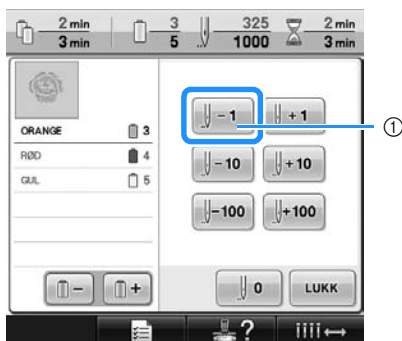 2 min 3 325 2 min
3 min 5 1000 3 min
ORANGE 3
RØD 4
GUL 5
– 1 + 1
– 10 + 10
–100 +100
– + 0 LUKK
?
①